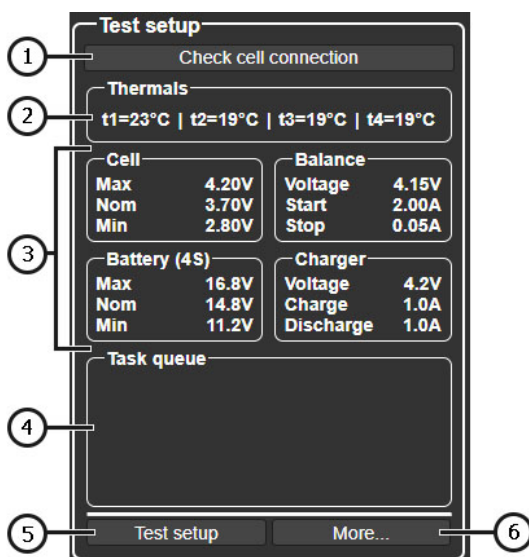 Test setup
1
Check cell connection
Thermals
2
t1=23°C | t2=19°C | t3=19°C | t4=19°C
3
Cell
Max 4.20V
Nom 3.70V
Min 2.80V
Balance
Voltage 4.15V
Start 2.00A
Stop 0.05A
Battery (4S)
Max 16.8V
Nom 14.8V
Min 11.2V
Charger
Voltage 4.2V
Charge 1.0A
Discharge 1.0A
Task queue
4
5
Test setup
More...
6